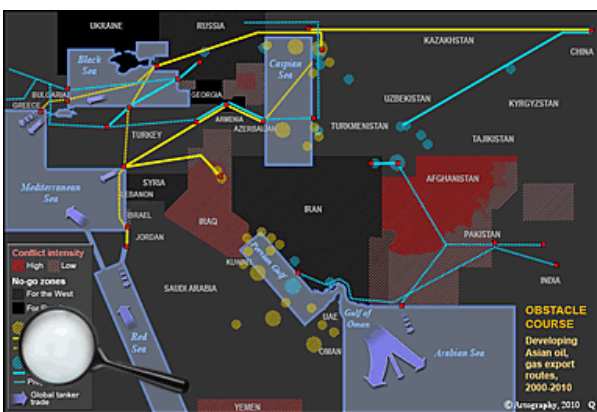 UKRAINE
RUSSIA
KAZAKHSTAN
CHINA
Black
Sea
Caspian
Sea
BULGARIA
GREECE
GEORGIA
ARMENIA
AZERBAIJAN
UZBEKISTAN
KYRGYZSTAN
TURKEY
TURKMENISTAN
TAJIKISTAN
SYRIA
AFGHANISTAN
Mediterranean
Sea
LEBANON
ISRAEL
IRAQ
IRAN
PAKISTAN
JORDAN
KUWAIT
Persian Gulf
INDIA
Conflict intensity
High
Low
No-go zones
For the West
SAUDI ARABIA
Red
Sea
UAE
OMAN
Gulf of
Oman
Arabian Sea
Global tanker
trade
YEMEN
OBSTACLE
COURSE
Developing
Asian oil,
gas export
routes,
2000-2010
© Artography, 2010 Q